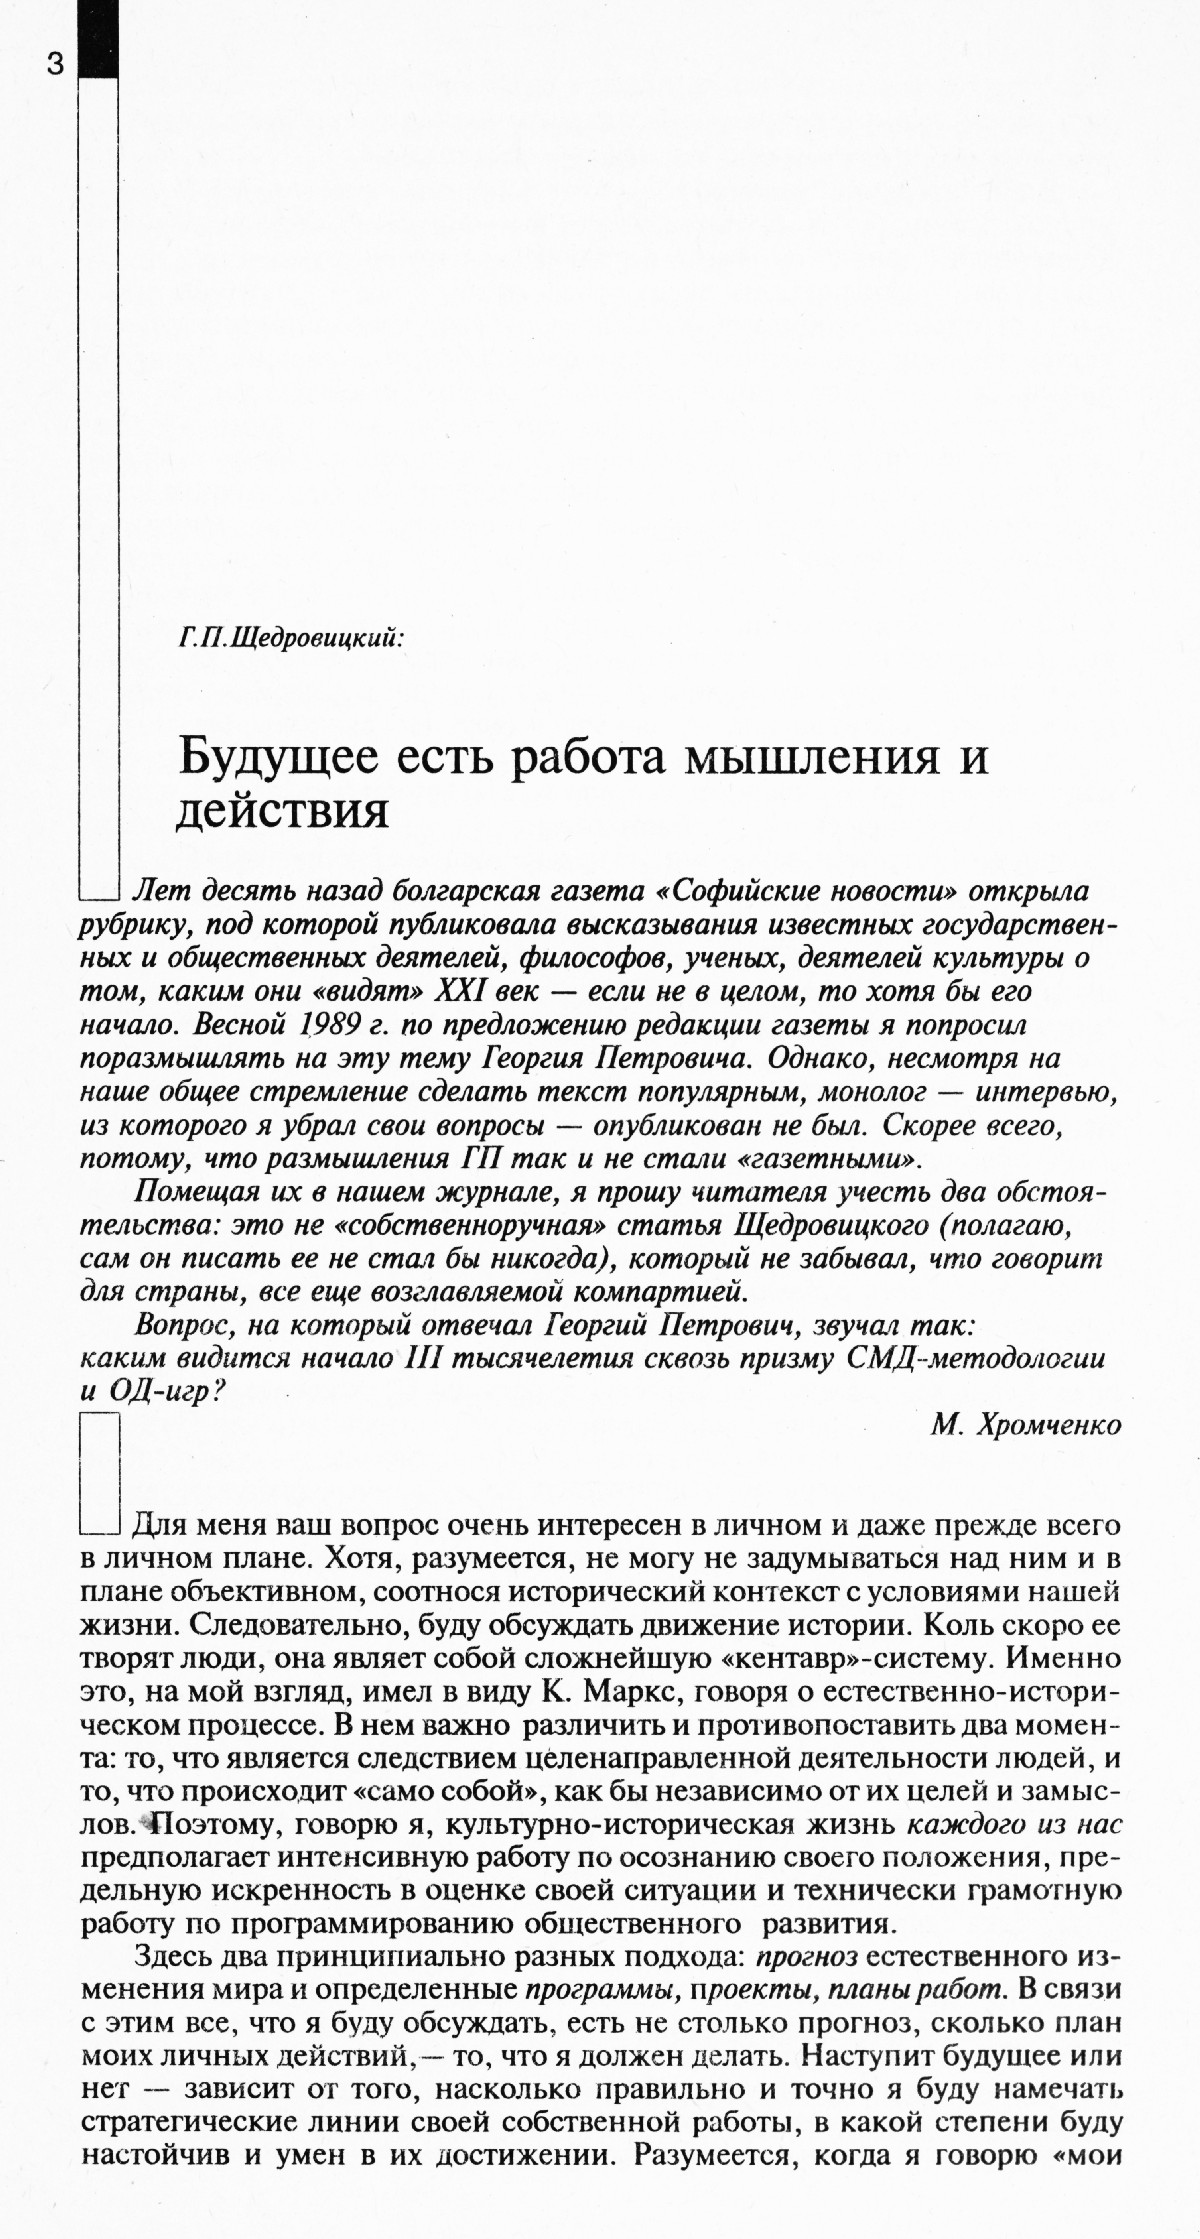 3
Г.П.Щедровицкий:
Будущее есть работа мышления и
действия
Лет десять назад болгарская газета «Софийские новости» открыла
рубрику, под которой публиковала высказывания известных государствен-
ных и общественных деятелей, философов, ученых, деятелей культуры о
том, каким они «видят» XXI век — если не в целом, то хотя бы его
начало. Весной 1989 г. по предложению редакции газеты я попросил
поразмышлять на эту тему Георгия Петровича. Однако, несмотря на
наше общее стремление сделать текст популярным, монолог — интервью,
из которого я убрал свои вопросы — опубликован не был. Скорее всего,
потому, что размышления ГП так и не стали «газетными».
Помещая их в нашем журнале, я прошу читателя учесть два обстоя-
тельства: это не «собственноручная» статья Щедровицкого (полагаю,
сам он писать ее не стал бы никогда), который не забывал, что говорит
для страны, все еще возглавляемой компартией.
Вопрос, на который отвечал Георгий Петрович, звучал так:
каким видится начало III тысячелетия сквозь призму СМД-методологии
и ОД-игр?
М. Хромченко
Для меня ваш вопрос очень интересен в личном и даже прежде всего
в личном плане. Хотя, разумеется, не могу не задумываться над ним и в
плане объективном, соотнося исторический контекст с условиями нашей
жизни. Следовательно, буду обсуждать движение истории. Коль скоро ее
творят люди, она являет собой сложнейшую «кентавр»-систему. Именно
это, на мой взгляд, имел в виду К. Маркс, говоря о естественно-истори-
ческом процессе. В нем важно различить и противопоставить два момен-
та: то, что является следствием целенаправленной деятельности людей, и
то, что происходит «само собой», как бы независимо от их целей и замыс-
лов. Поэтому, говорю я, культурно-историческая жизнь каждого из нас
предполагает интенсивную работу по осознанию своего положения, пре-
дельную искренность в оценке своей ситуации и технически грамотную
работу по программированию общественного развития.
Здесь два принципиально разных подхода: прогноз естественного из-
менения мира и определенные программы, проекты, планы работ. В связи
с этим все, что я буду обсуждать, есть не столько прогноз, сколько план
моих личных действий,— то, что я должен делать. Наступит будущее или
нет — зависит от того, насколько правильно и точно я буду намечать
стратегические линии своей собственной работы, в какой степени буду
настойчив и умен в их достижении. Разумеется, когда я говорю «мои